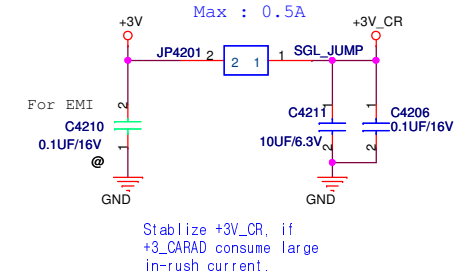 Max : 0.5A
+3V
+3V_CR
JP4201
2
2 1
1
SGL_JUMP
For EMI
2
C4210
0.1UF/16V
1
@
GND
1
C4211
10UF/6.3V
2
1
C4206
0.1UF/16V
2
GND
Stablize +3V_CR, if
+3_CARAD consume large
in-rush current.